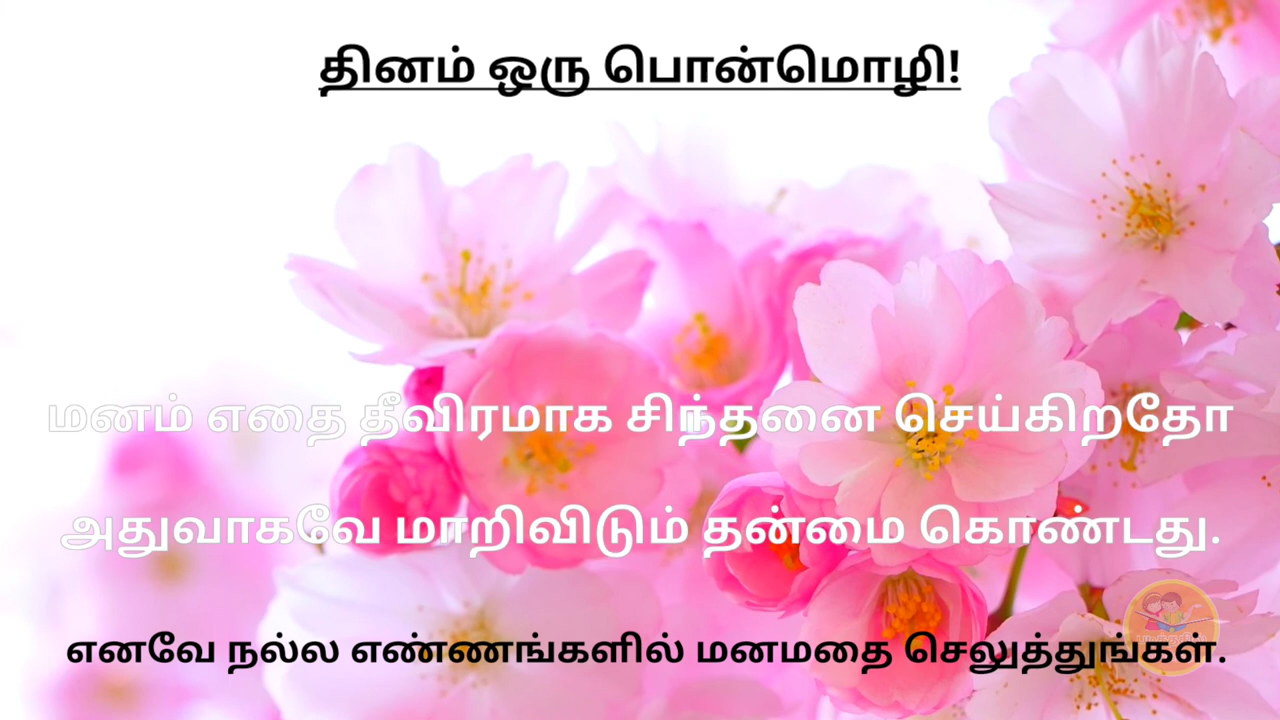 தினம் ஒரு பொன்மொழி!
மனம் எதை தீவிரமாக சிந்தனை செய்கிறதோ
அதுவாகவே மாறிவிடும் தன்மை கொண்டது.
எனவே நல்ல எண்ணங்களில் மனமதை செலுத்துங்கள்.